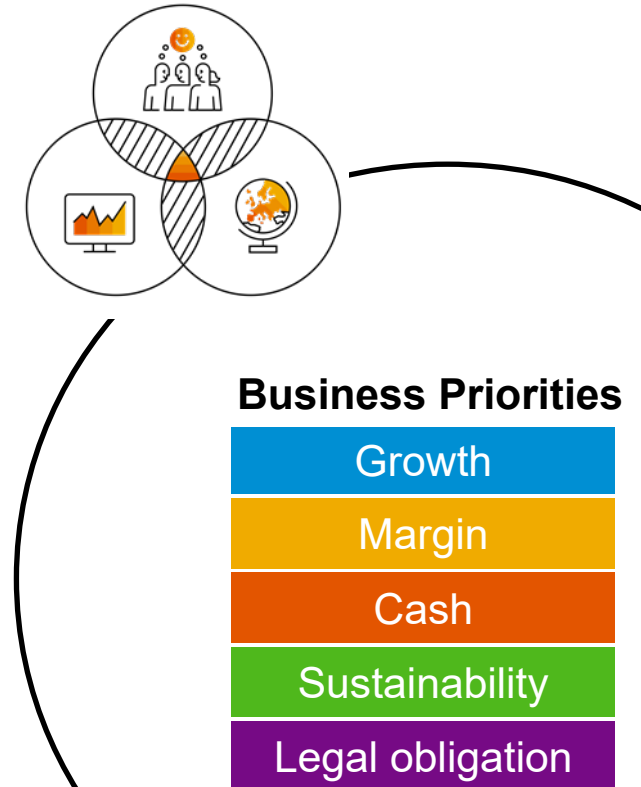 Business Priorities
Growth
Margin
Cash
Sustainability
Legal obligation